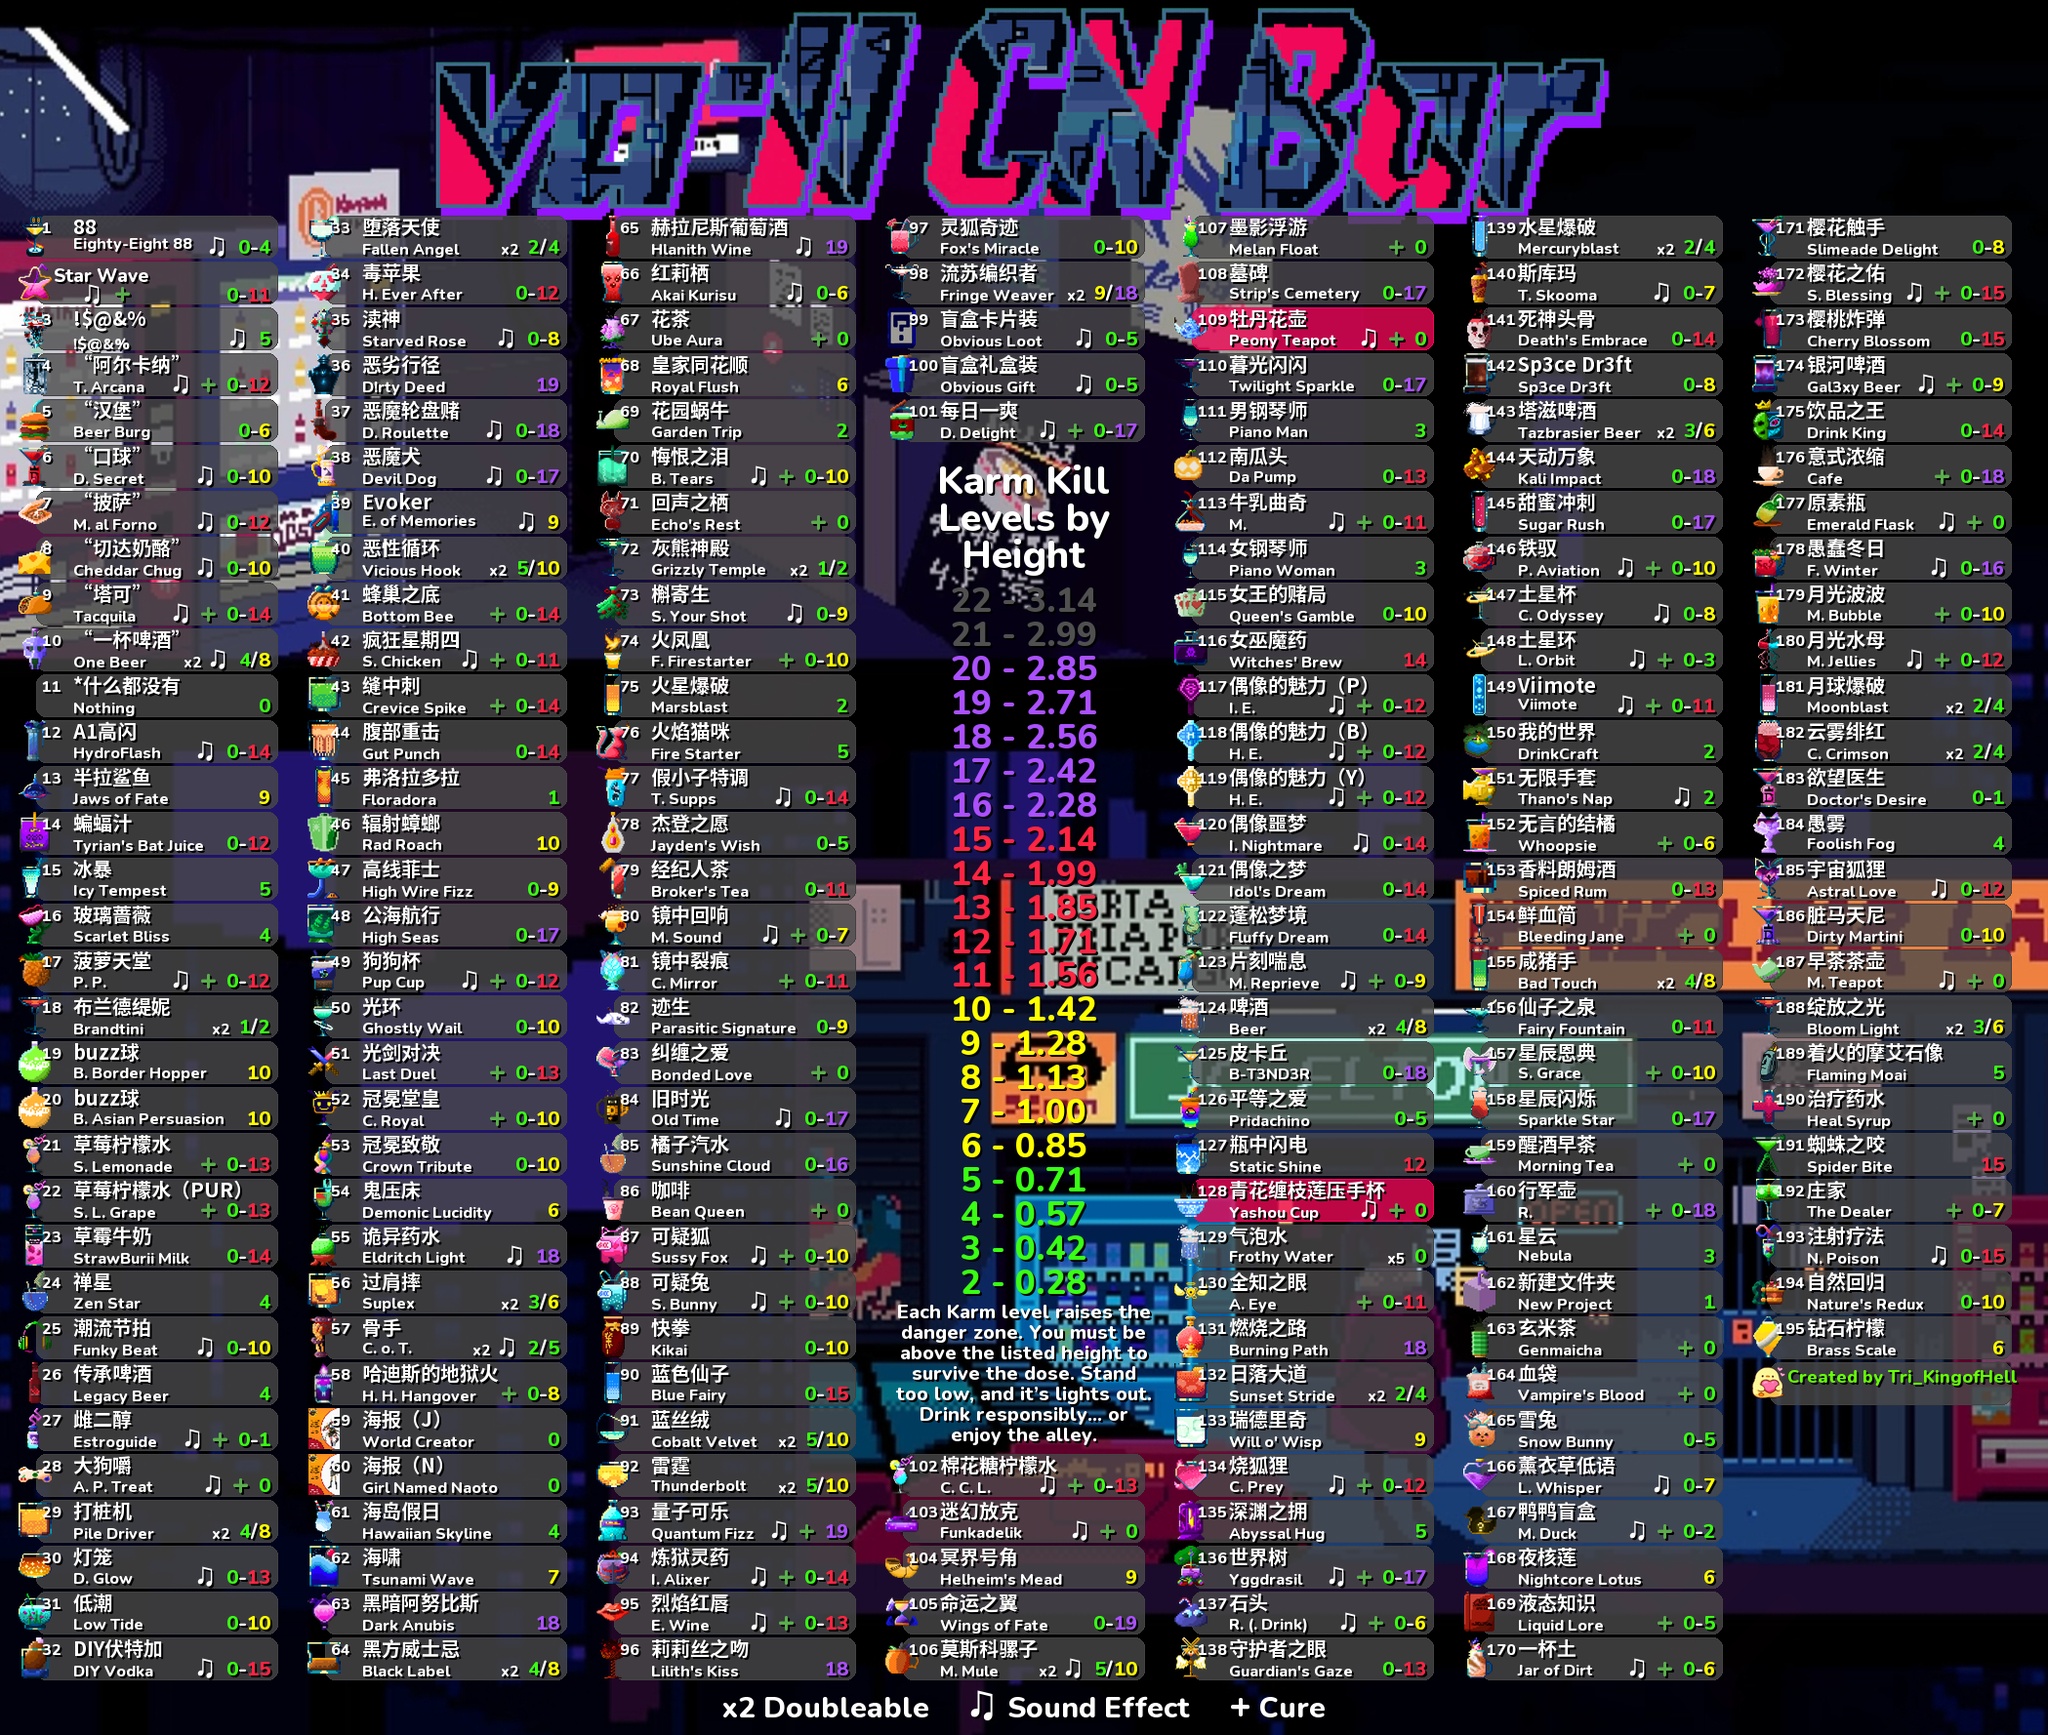 Va-11 CN Bar
1 88
Eighty-Eight 88 ♫ 0-4
Star Wave
♫ + 0-11
3 !$@&%
!$@&% ♫ 5
4 “阿尔卡纳”
T. Arcana ♫ + 0-12
5 “汉堡”
Beer Burg 0-6
6 “口球”
D. Secret ♫ 0-10
7 “披萨”
M. al Forno ♫ 0-12
8 “切达奶酪”
Cheddar Chug ♫ 0-10
9 “塔可”
Tacquila ♫ + 0-14
10 “一杯啤酒”
One Beer x2 ♫ 4/8
11 *什么都没有
Nothing 0
12 A1高闪
HydroFlash ♫ 0-14
13 半拉鲨鱼
Jaws of Fate 9
14 蝙蝠汁
Tyrian's Bat Juice 0-12
15 冰暴
Icy Tempest 5
16 玻璃蔷薇
Scarlet Bliss 4
17 菠萝天堂
P. P. ♫ + 0-12
18 布兰德缇妮
Brandtini x2 1/2
19 buzz球
B. Border Hopper 10
20 buzz球
B. Asian Persuasion 10
21 草莓柠檬水
S. Lemonade + 0-13
22 草莓柠檬水（PUR）
S. L. Grape + 0-13
23 草霉牛奶
StrawBurii Milk 0-14
24 禅星
Zen Star 4
25 潮流节拍
Funky Beat ♫ 0-10
26 传承啤酒
Legacy Beer 4
27 雌二醇
Estroguide ♫ + 0-1
28 大狗嚼
A. P. Treat ♫ + 0
29 打桩机
Pile Driver x2 4/8
30 灯笼
D. Glow ♫ 0-13
31 低潮
Low Tide 0-10
32 DIY伏特加
DIY Vodka ♫ 0-15
33 堕落天使
Fallen Angel x2 2/4
34 毒苹果
H. Ever After 0-12
35 渎神
Starved Rose ♫ 0-8
36 恶劣行径
D!rty Deed 19
37 恶魔轮盘赌
D. Roulette ♫ 0-18
38 恶魔犬
Devil Dog ♫ 0-17
39 Evoker
E. of Memories ♫ 9
40 恶性循环
Vicious Hook x2 5/10
41 蜂巢之底
Bottom Bee + 0-14
42 疯狂星期四
S. Chicken ♫ + 0-11
43 缝中刺
Crevice Spike + 0-14
44 腹部重击
Gut Punch 0-14
45 弗洛拉多拉
Floradora 1
46 辐射蟑螂
Rad Roach 10
47 高线菲士
High Wire Fizz 0-9
48 公海航行
High Seas 0-17
49 狗狗杯
Pup Cup ♫ + 0-12
50 光环
Ghostly Wail 0-10
51 光剑对决
Last Duel + 0-13
52 冠冕堂皇
C. Royal + 0-10
53 冠冕致敬
Crown Tribute 0-10
54 鬼压床
Demonic Lucidity 6
55 诡异药水
Eldritch Light ♫ 18
56 过肩摔
Suplex x2 3/6
57 骨手
C. o. T. x2 ♫ 2/5
58 哈迪斯的地狱火
H. H. Hangover + 0-8
59 海报（J）
World Creator 0
60 海报（N）
Girl Named Naoto 0
61 海岛假日
Hawaiian Skyline 4
62 海啸
Tsunami Wave 7
63 黑暗阿努比斯
Dark Anubis 18
64 黑方威士忌
Black Label x2 4/8
65 赫拉尼斯葡萄酒
Hlanith Wine ♫ 19
66 红莉栖
Akai Kurisu ♫ 0-6
67 花茶
Ube Aura + 0
68 皇家同花顺
Royal Flush 6
69 花园蜗牛
Garden Trip 2
70 悔恨之泪
B. Tears ♫ + 0-10
71 回声之栖
Echo's Rest + 0
72 灰熊神殿
Grizzly Temple x2 1/2
73 槲寄生
S. Your Shot ♫ 0-9
74 火凤凰
F. Firestarter + 0-10
75 火星爆破
Marsblast 2
76 火焰猫咪
Fire Starter 5
77 假小子特调
T. Supps ♫ 0-14
78 杰登之愿
Jayden's Wish 0-5
79 经纪人茶
Broker's Tea 0-11
80 镜中回响
M. Sound ♫ + 0-7
81 镜中裂痕
C. Mirror + 0-11
82 迹生
Parasitic Signature 0-9
83 纠缠之爱
Bonded Love + 0
84 旧时光
Old Time ♫ 0-17
85 橘子汽水
Sunshine Cloud 0-16
86 咖啡
Bean Queen + 0
87 可疑狐
Sussy Fox ♫ + 0-10
88 可疑兔
S. Bunny ♫ + 0-10
89 快拳
Kikai 0-10
90 蓝色仙子
Blue Fairy 0-15
91 蓝丝绒
Cobalt Velvet x2 5/10
92 雷霆
Thunderbolt x2 5/10
93 量子可乐
Quantum Fizz ♫ + 19
94 炼狱灵药
I. Alixer ♫ + 0-14
95 烈焰红唇
E. Wine ♫ + 0-13
96 莉莉丝之吻
Lilith's Kiss 18
97 灵狐奇迹
Fox's Miracle 0-10
98 流苏编织者
Fringe Weaver x2 9/18
99 盲盒卡片装
Obvious Loot ♫ 0-5
100 盲盒礼盒装
Obvious Gift ♫ 0-5
101 每日一爽
D. Delight ♫ + 0-17
Karm Kill
Levels by
Height
22 - 3.14
21 - 2.99
20 - 2.85
19 - 2.71
18 - 2.56
17 - 2.42
16 - 2.28
15 - 2.14
14 - 1.99
13 - 1.85
12 - 1.71
11 - 1.56
10 - 1.42
9 - 1.28
8 - 1.13
7 - 1.00
6 - 0.85
5 - 0.71
4 - 0.57
3 - 0.42
2 - 0.28
Each Karm level raises the
danger zone. You must be
above the listed height to
survive the dose. Stand
too low, and it's lights out.
Drink responsibly... or
enjoy the alley.
102 棉花糖柠檬水
C. C. L. ♫ + 0-13
103 迷幻放克
Funkadelik ♫ + 0
104 冥界号角
Helheim's Mead 9
105 命运之翼
Wings of Fate 0-19
106 莫斯科骡子
M. Mule x2 ♫ 5/10
107 墨影浮游
Melan Float + 0
108 墓碑
Strip's Cemetery 0-17
109 牡丹花壶
Peony Teapot ♫ + 0
110 暮光闪闪
Twilight Sparkle 0-17
111 男钢琴师
Piano Man 3
112 南瓜头
Da Pump 0-13
113 牛乳曲奇
M. ♫ + 0-11
114 女钢琴师
Piano Woman 3
115 女王的赌局
Queen's Gamble 0-10
116 女巫魔药
Witches' Brew 14
117 偶像的魅力（P）
I. E. ♫ + 0-12
118 偶像的魅力（B）
H. E. ♫ + 0-12
119 偶像的魅力（Y）
H. E. ♫ + 0-12
120 偶像噩梦
I. Nightmare ♫ 0-14
121 偶像之梦
Idol's Dream 0-14
122 蓬松梦境
Fluffy Dream 0-14
123 片刻喘息
M. Reprieve ♫ + 0-9
124 啤酒
Beer x2 4/8
125 皮卡丘
B-T3ND3R 0-18
126 平等之爱
Pridachino 0-5
127 瓶中闪电
Static Shine 12
128 青花缠枝莲压手杯
Yashou Cup ♫ + 0
129 气泡水
Frothy Water x5 0
130 全知之眼
A. Eye + 0-11
131 燃烧之路
Burning Path 18
132 日落大道
Sunset Stride x2 2/4
133 瑞德里奇
Will o' Wisp 9
134 烧狐狸
C. Prey ♫ + 0-12
135 深渊之拥
Abyssal Hug 5
136 世界树
Yggdrasil ♫ + 0-17
137 石头
R. (. Drink) ♫ + 0-6
138 守护者之眼
Guardian's Gaze 0-13
139 水星爆破
Mercuryblast x2 2/4
140 斯库玛
T. Skooma ♫ 0-7
141 死神头骨
Death's Embrace 0-14
142 Sp3ce Dr3ft
Sp3ce Dr3ft 0-8
143 塔滋啤酒
Tazbrasier Beer x2 3/6
144 天动万象
Kali Impact 0-18
145 甜蜜冲刺
Sugar Rush 0-17
146 铁驭
P. Aviation ♫ + 0-10
147 土星杯
C. Odyssey ♫ 0-8
148 土星环
L. Orbit ♫ + 0-3
149 Viimote
Viimote ♫ + 0-11
150 我的世界
DrinkCraft 2
151 无限手套
Thano's Nap ♫ 2
152 无言的结橘
Whoopsie + 0-6
153 香料朗姆酒
Spiced Rum 0-13
154 鲜血简
Bleeding Jane + 0
155 咸猪手
Bad Touch x2 4/8
156 仙子之泉
Fairy Fountain 0-11
157 星辰恩典
S. Grace + 0-10
158 星辰闪烁
Sparkle Star 0-17
159 醒酒早茶
Morning Tea + 0
160 行军壶
R. + 0-18
161 星云
Nebula 3
162 新建文件夹
New Project 1
163 玄米茶
Genmaicha + 0
164 血袋
Vampire's Blood + 0
165 雪兔
Snow Bunny 0-5
166 薰衣草低语
L. Whisper ♫ 0-7
167 鸭鸭盲盒
M. Duck ♫ + 0-2
168 夜核莲
Nightcore Lotus 6
169 液态知识
Liquid Lore + 0-5
170 一杯土
Jar of Dirt ♫ + 0-6
171 樱花触手
Slimeade Delight 0-8
172 樱花之佑
S. Blessing ♫ + 0-15
173 樱桃炸弹
Cherry Blossom 0-15
174 银河啤酒
Gal3xy Beer ♫ + 0-9
175 饮品之王
Drink King 0-14
176 意式浓缩
Cafe + 0-18
177 原素瓶
Emerald Flask ♫ + 0
178 愚蠢冬日
F. Winter ♫ 0-16
179 月光波波
M. Bubble + 0-10
180 月光水母
M. Jellies ♫ + 0-12
181 月球爆破
Moonblast x2 2/4
182 云雾绯红
C. Crimson x2 2/4
183 欲望医生
Doctor's Desire 0-1
184 愚雾
Foolish Fog 4
185 宇宙狐狸
Astral Love ♫ 0-12
186 脏马天尼
Dirty Martini 0-10
187 早茶茶壶
M. Teapot ♫ + 0
188 绽放之光
Bloom Light x2 3/6
189 着火的摩艾石像
Flaming Moai 5
190 治疗药水
Heal Syrup + 0
191 蜘蛛之咬
Spider Bite 15
192 庄家
The Dealer + 0-7
193 注射疗法
N. Poison ♫ 0-15
194 自然回归
Nature's Redux 0-10
195 钻石柠檬
Brass Scale 6
Created by Tri_KingofHell
x2 Doubleable ♫ Sound Effect + Cure